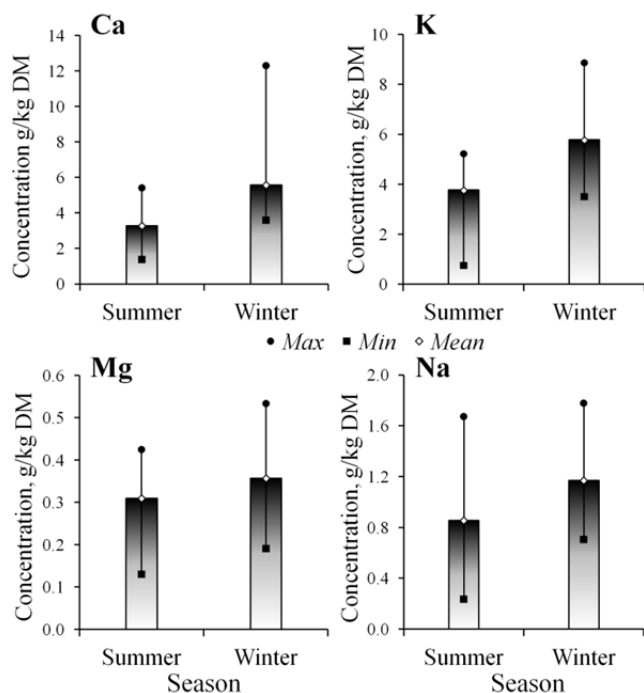 Ca
Concentration g/kg DM
14
12
10
8
6
4
2
0
Summer Winter
K
Concentration, g/kg DM
10
8
6
4
2
0
Summer Winter
Max Min Mean
Mg
Concentration, g/kg DM
0.6
0.5
0.4
0.3
0.2
0.1
0.0
Summer Winter
Season
Na
Concentration, g/kg DM
2.0
1.6
1.2
0.8
0.4
0.0
Summer Winter
Season